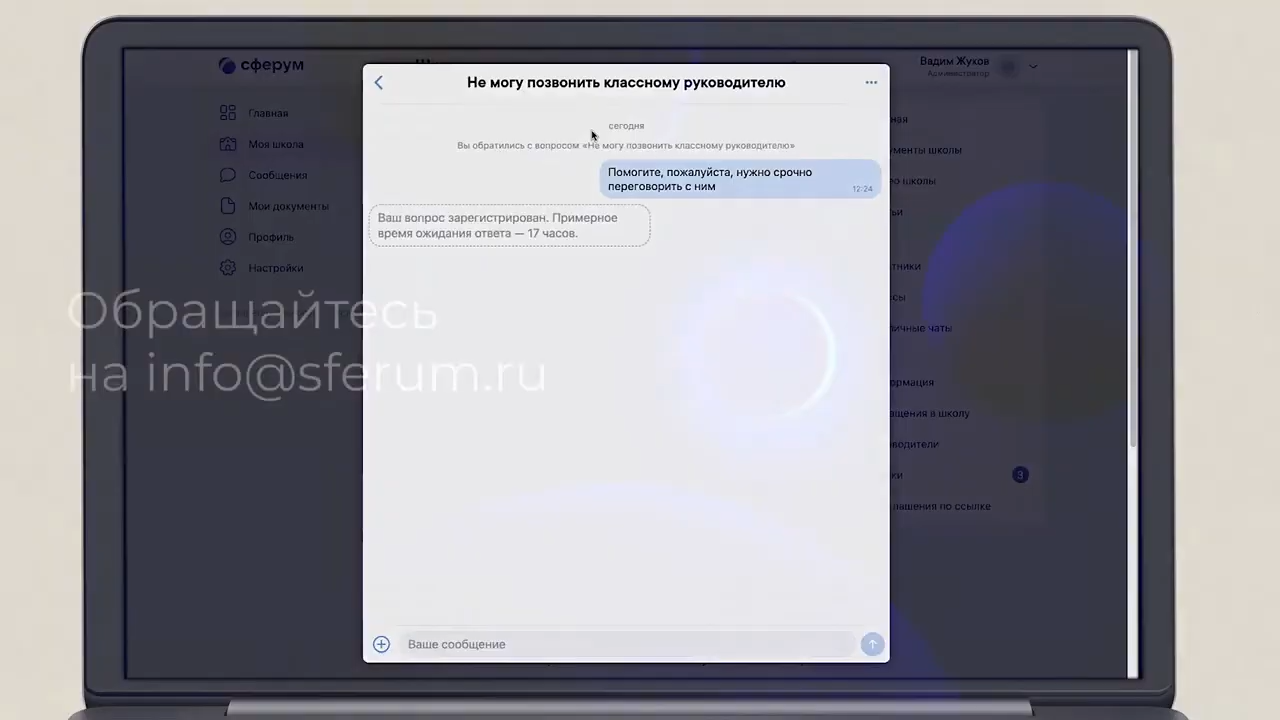 сферум
Вадим Жуков
Администратор
Главная
Моя школа
Сообщения
Мои документы
Профиль
Настройки
Не могу позвонить классному руководителю
сегодня
Вы обратились с вопросом «Не могу позвонить классному руководителю»
Помогите, пожалуйста, нужно срочно
переговорить с ним
12:24
Ваш вопрос зарегистрирован. Примерное
время ожидания ответа — 17 часов.
Ваше сообщение
Обращайтесь
на info@sferum.ru
3